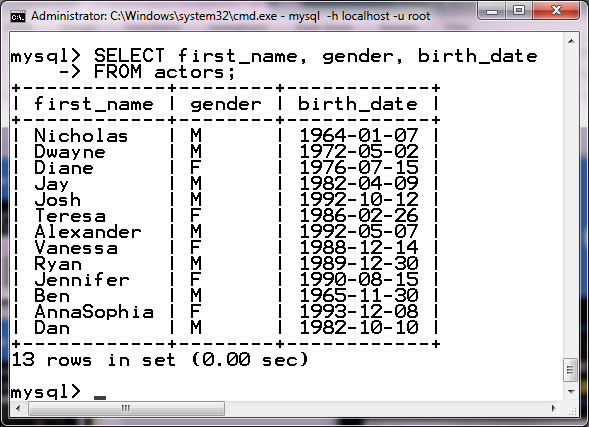 Administrator: C:\Windows\system32\cmd.exe - mysql -h localhost -u root
mysql> SELECT first_name, gender, birth_date
    -> FROM actors;
+-------------+--------+------------+
| first_name  | gender | birth_date |
+-------------+--------+------------+
| Nicholas    | M      | 1964-01-07 |
| Dwayne      | M      | 1972-05-02 |
| Diane       | F      | 1976-07-15 |
| Jay         | M      | 1982-04-09 |
| Josh        | M      | 1992-10-12 |
| Teresa      | F      | 1986-02-26 |
| Alexander   | M      | 1992-05-07 |
| Vanessa     | F      | 1988-12-14 |
| Ryan        | M      | 1989-12-30 |
| Jennifer    | F      | 1990-08-15 |
| Ben         | M      | 1965-11-30 |
| AnnaSophia  | F      | 1993-12-08 |
| Dan         | M      | 1982-10-10 |
+-------------+--------+------------+
13 rows in set (0.00 sec)
mysql> _